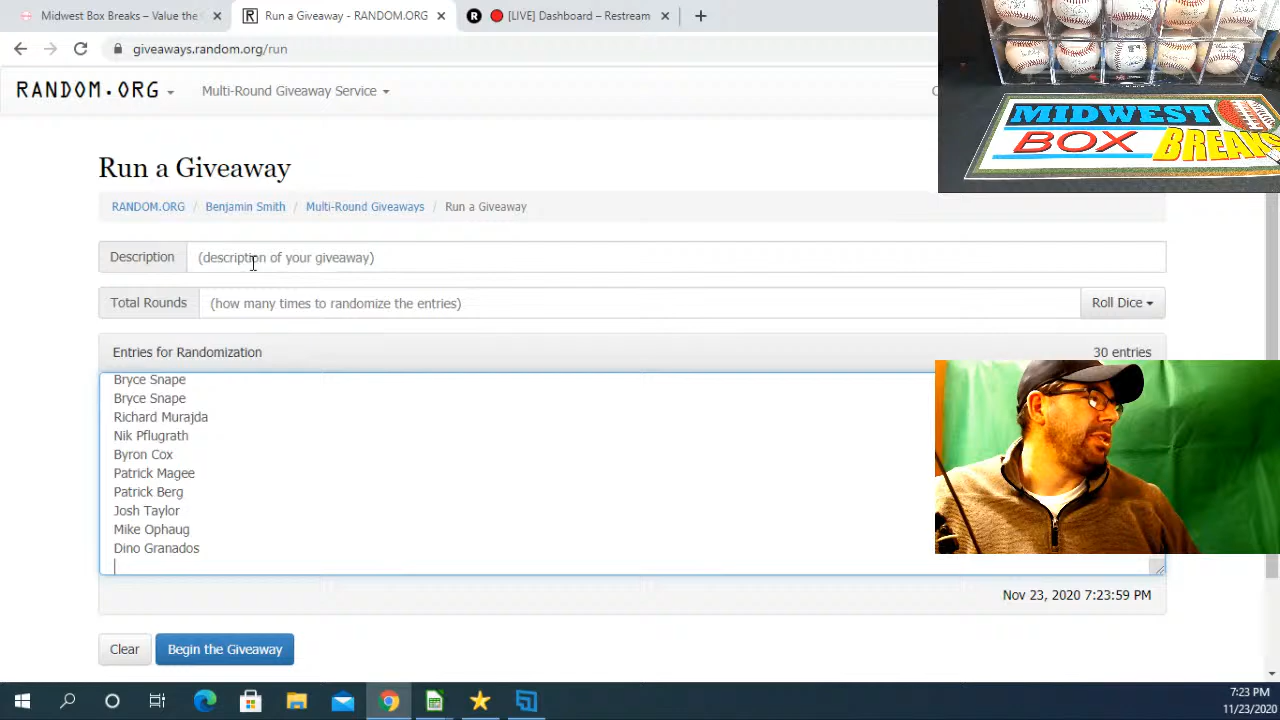 Midwest Box Breaks – Value the
Run a Giveaway - RANDOM.ORG
[LIVE] Dashboard – Restream
giveaways.random.org/run
RANDOM.ORG
Multi-Round Giveaway Service
MIDWEST
BOX BREAKS
Run a Giveaway
RANDOM.ORG / Benjamin Smith / Multi-Round Giveaways / Run a Giveaway
Description (description of your giveaway)
Total Rounds (how many times to randomize the entries) Roll Dice
Entries for Randomization 30 entries
Bryce Snape
Bryce Snape
Richard Murajda
Nik Pflugrath
Byron Cox
Patrick Magee
Patrick Berg
Josh Taylor
Mike Ophaug
Dino Granados
Nov 23, 2020 7:23:59 PM
Clear Begin the Giveaway
7:23 PM
11/23/2020